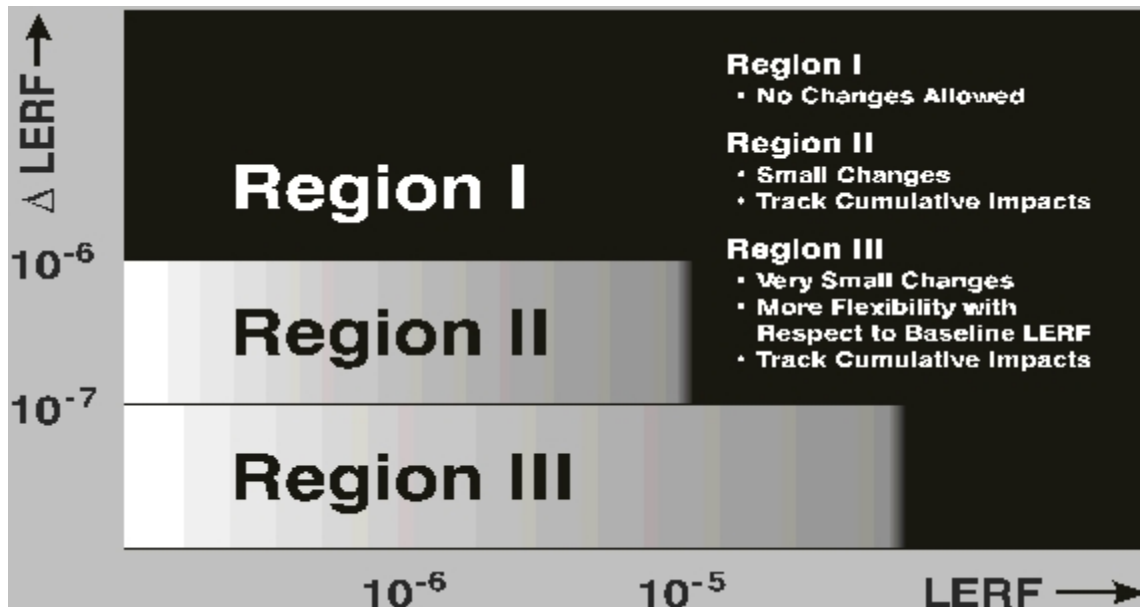 Δ LERF
Region I
• No Changes Allowed
Region II
• Small Changes
• Track Cumulative Impacts
Region III
• Very Small Changes
• More Flexibility with
Respect to Baseline LERF
• Track Cumulative Impacts
Region I
10⁻⁶
Region II
10⁻⁷
Region III
10⁻⁶
10⁻⁵
LERF